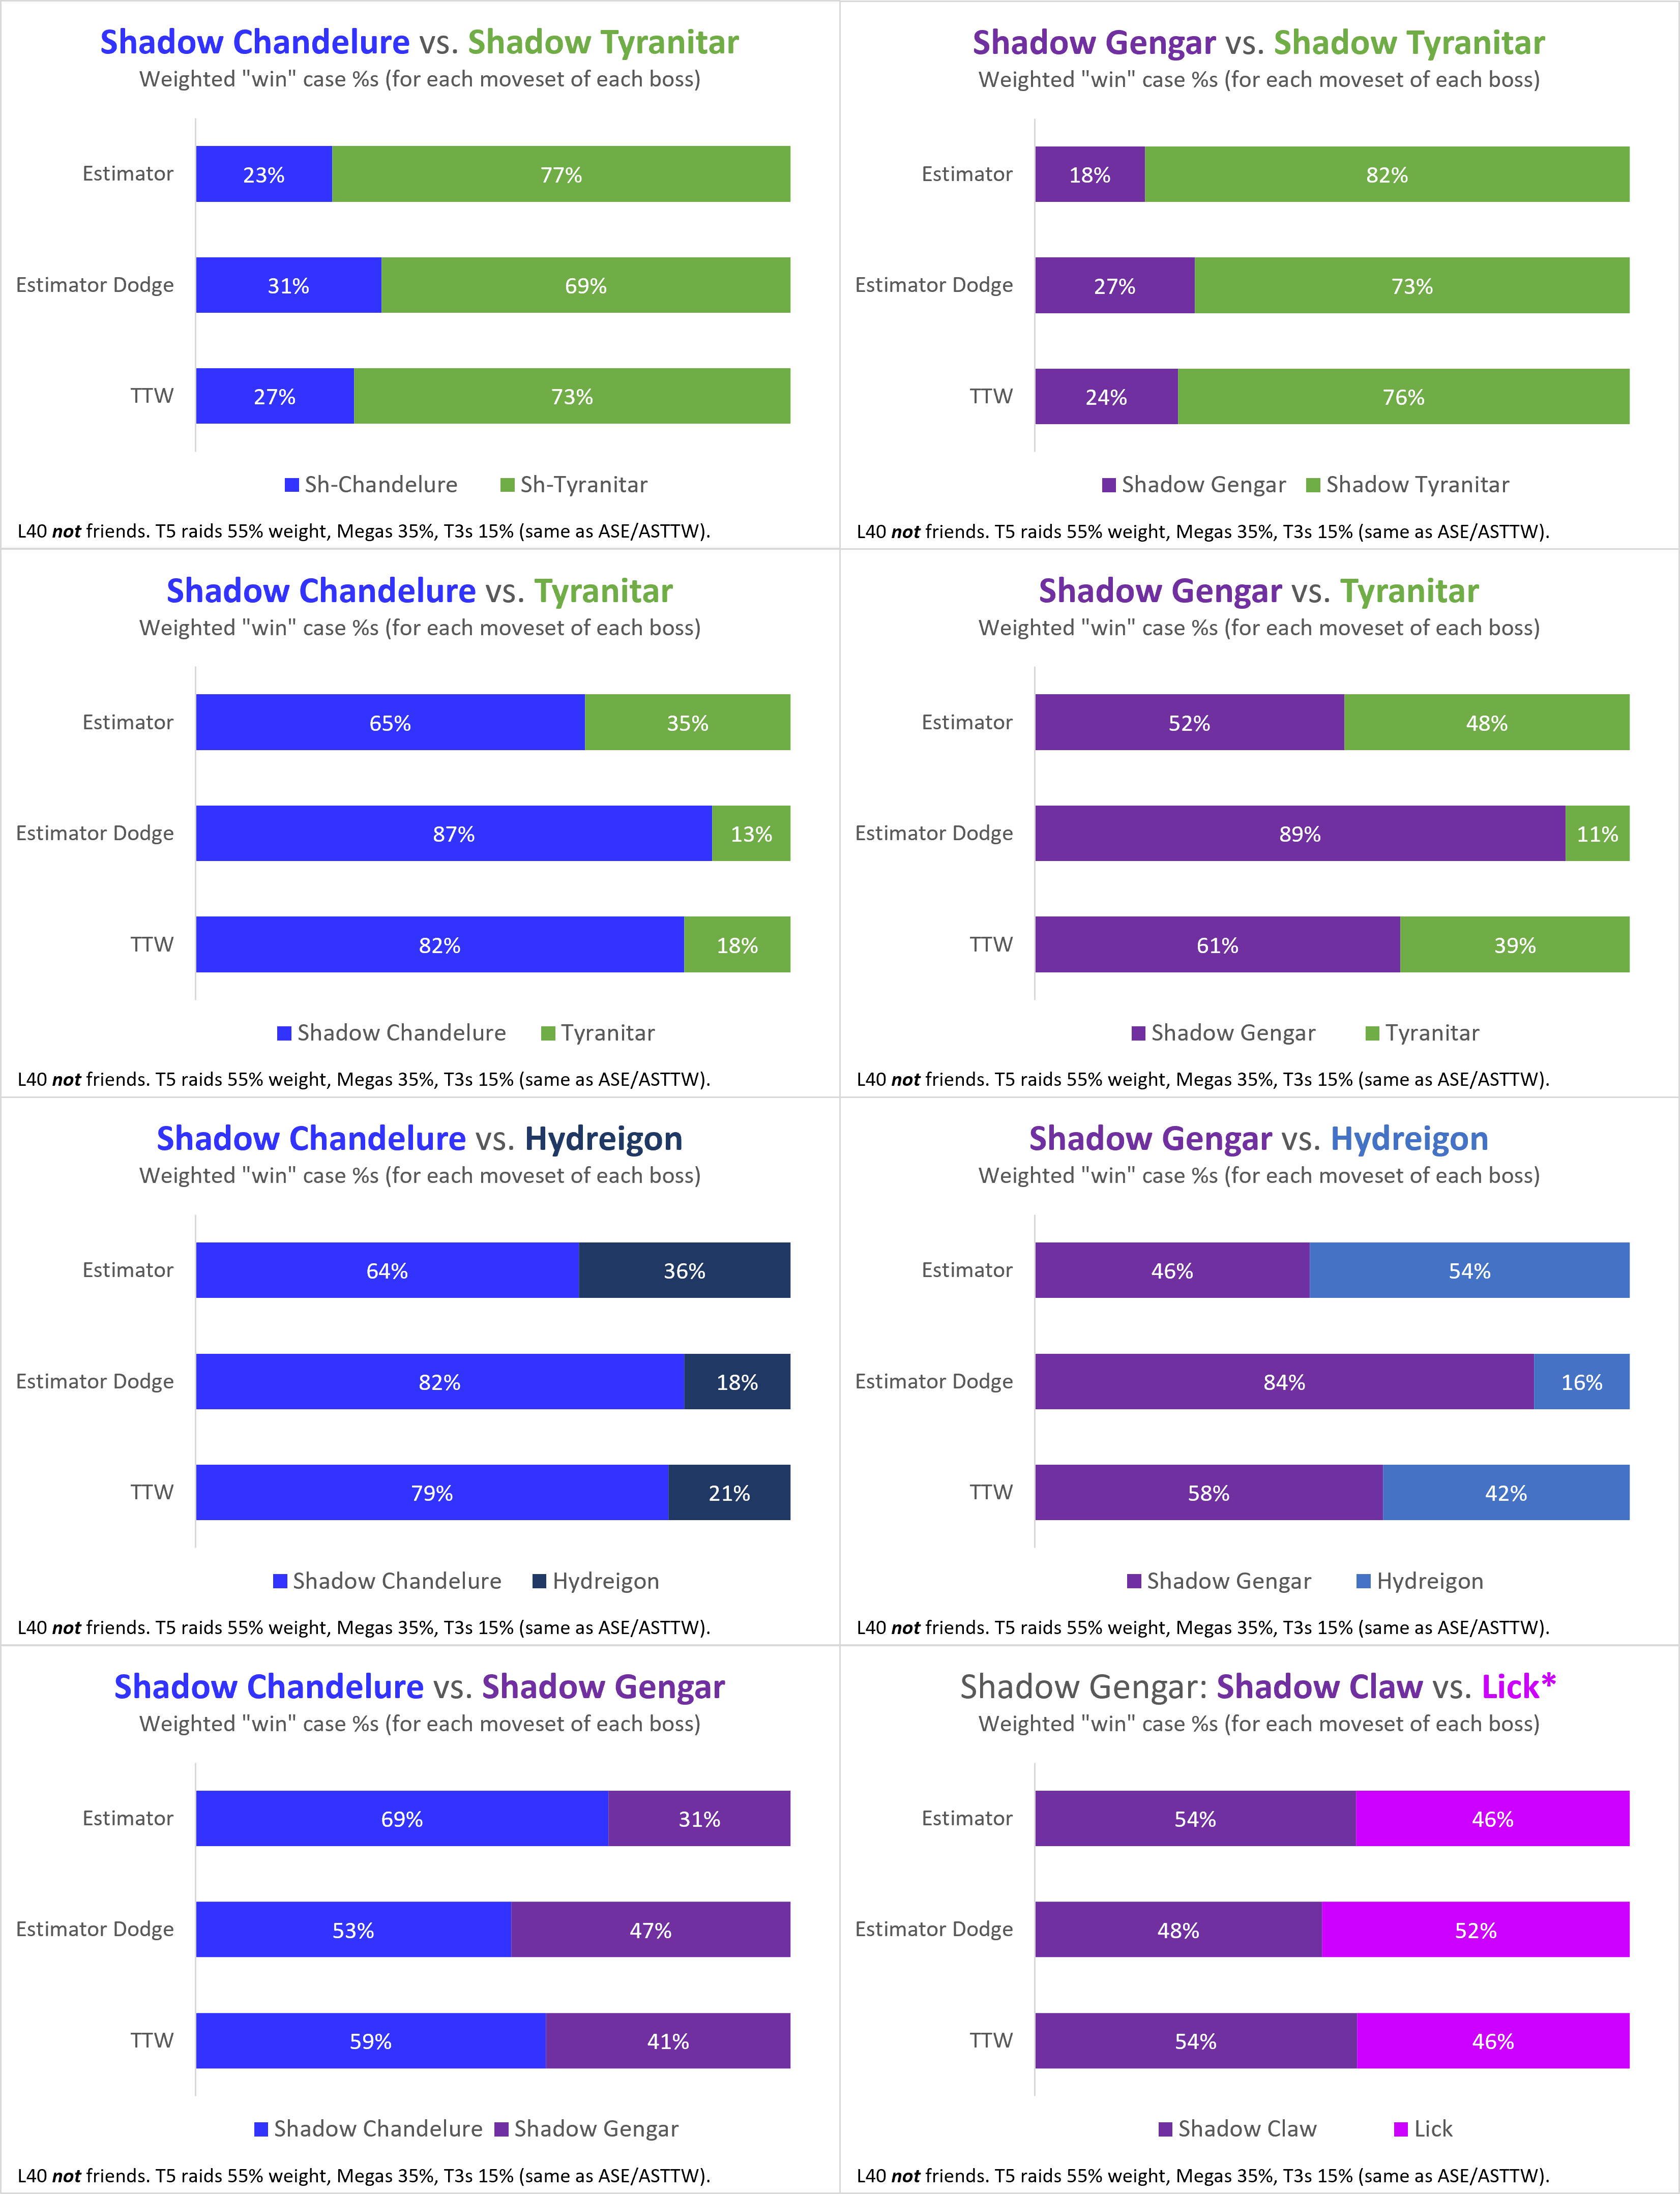 Shadow Chandelure vs. Shadow Tyranitar
Weighted "win" case %s (for each moveset of each boss)
Estimator
23%
77%
Estimator Dodge
31%
69%
TTW
27%
73%
Sh-Chandelure
Sh-Tyranitar
L40 not friends. T5 raids 55% weight, Megas 35%, T3s 15% (same as ASE/ASTTW).
Shadow Gengar vs. Shadow Tyranitar
Weighted "win" case %s (for each moveset of each boss)
Estimator
18%
82%
Estimator Dodge
27%
73%
TTW
24%
76%
Shadow Gengar
Shadow Tyranitar
L40 not friends. T5 raids 55% weight, Megas 35%, T3s 15% (same as ASE/ASTTW).
Shadow Chandelure vs. Tyranitar
Weighted "win" case %s (for each moveset of each boss)
Estimator
65%
35%
Estimator Dodge
87%
13%
TTW
82%
18%
Shadow Chandelure
Tyranitar
L40 not friends. T5 raids 55% weight, Megas 35%, T3s 15% (same as ASE/ASTTW).
Shadow Gengar vs. Tyranitar
Weighted "win" case %s (for each moveset of each boss)
Estimator
52%
48%
Estimator Dodge
89%
11%
TTW
61%
39%
Shadow Gengar
Tyranitar
L40 not friends. T5 raids 55% weight, Megas 35%, T3s 15% (same as ASE/ASTTW).
Shadow Chandelure vs. Hydreigon
Weighted "win" case %s (for each moveset of each boss)
Estimator
64%
36%
Estimator Dodge
82%
18%
TTW
79%
21%
Shadow Chandelure
Hydreigon
L40 not friends. T5 raids 55% weight, Megas 35%, T3s 15% (same as ASE/ASTTW).
Shadow Gengar vs. Hydreigon
Weighted "win" case %s (for each moveset of each boss)
Estimator
46%
54%
Estimator Dodge
84%
16%
TTW
58%
42%
Shadow Gengar
Hydreigon
L40 not friends. T5 raids 55% weight, Megas 35%, T3s 15% (same as ASE/ASTTW).
Shadow Chandelure vs. Shadow Gengar
Weighted "win" case %s (for each moveset of each boss)
Estimator
69%
31%
Estimator Dodge
53%
47%
TTW
59%
41%
Shadow Chandelure
Shadow Gengar
L40 not friends. T5 raids 55% weight, Megas 35%, T3s 15% (same as ASE/ASTTW).
Shadow Gengar: Shadow Claw vs. Lick*
Weighted "win" case %s (for each moveset of each boss)
Estimator
54%
46%
Estimator Dodge
48%
52%
TTW
54%
46%
Shadow Claw
Lick
L40 not friends. T5 raids 55% weight, Megas 35%, T3s 15% (same as ASE/ASTTW).